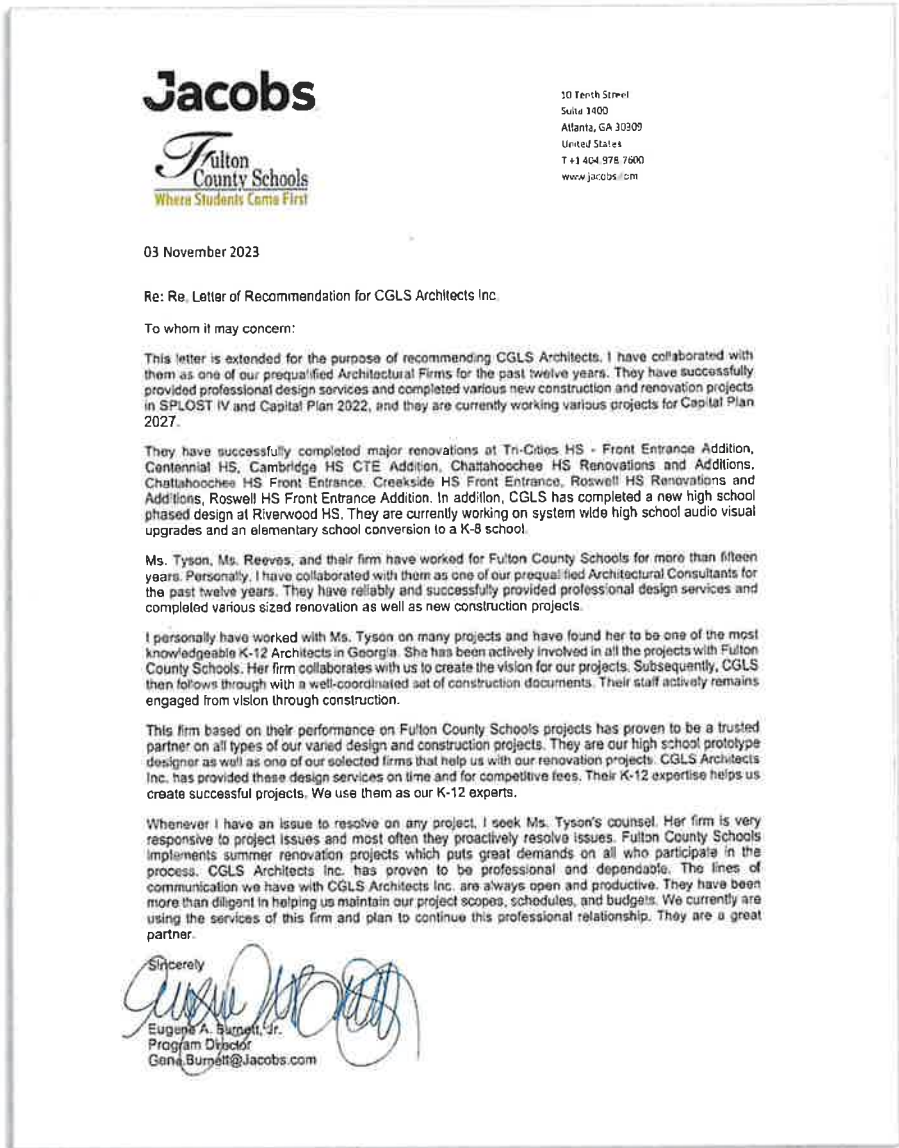 Jacobs
Fulton
County Schools
Where Students Come First
10 Tenth Street
Suite 1400
Atlanta, GA 30309
United States
T +1 404.978.7600
www.jacobs.com
03 November 2023
Re: Re. Letter of Recommendation for CGLS Architects Inc.
To whom it may concern:
This letter is extended for the purpose of recommending CGLS Architects. I have collaborated with
them as one of our prequalified Architectural Firms for the past twelve years. They have successfully
provided professional design services and completed various new construction and renovation projects
in SPLOST IV and Capital Plan 2022, and they are currently working various projects for Capital Plan
2027.
They have successfully completed major renovations at Tri-Cities HS - Front Entrance Addition,
Centennial HS, Cambridge HS CTE Addition, Chattahoochee HS Renovations and Additions,
Chattahoochee HS Front Entrance, Creekside HS Front Entrance, Roswell HS Renovations and
Additions, Roswell HS Front Entrance Addition. In addition, CGLS has completed a new high school
phased design at Riverwood HS. They are currently working on system wide high school audio visual
upgrades and an elementary school conversion to a K-8 school.
Ms. Tyson, Ms. Reeves, and their firm have worked for Fulton County Schools for more than fifteen
years. Personally, I have collaborated with them as one of our prequalified Architectural Consultants for
the past twelve years. They have reliably and successfully provided professional design services and
completed various sized renovation as well as new construction projects.
I personally have worked with Ms. Tyson on many projects and have found her to be one of the most
knowledgeable K-12 Architects in Georgia. She has been actively involved in all the projects with Fulton
County Schools. Her firm collaborates with us to create the vision for our projects. Subsequently, CGLS
then follows through with a well-coordinated set of construction documents. Their staff actively remains
engaged from vision through construction.
This firm based on their performance on Fulton County Schools projects has proven to be a trusted
partner on all types of our varied design and construction projects. They are our high school prototype
designer as well as one of our selected firms that help us with our renovation projects. CGLS Architects
Inc. has provided these design services on time and for competitive fees. Their K-12 expertise helps us
create successful projects. We use them as our K-12 experts.
Whenever I have an issue to resolve on any project, I seek Ms. Tyson's counsel. Her firm is very
responsive to project issues and most often they proactively resolve issues. Fulton County Schools
implements summer renovation projects which puts great demands on all who participate in the
process. CGLS Architects Inc. has proven to be professional and dependable. The lines of
communication we have with CGLS Architects Inc. are always open and productive. They have been
more than diligent in helping us maintain our project scopes, schedules, and budgets. We currently are
using the services of this firm and plan to continue this professional relationship. They are a great
partner.
Sincerely
Eugene A. Burnett, Jr.
Program Director
Gene.Burnett@Jacobs.com